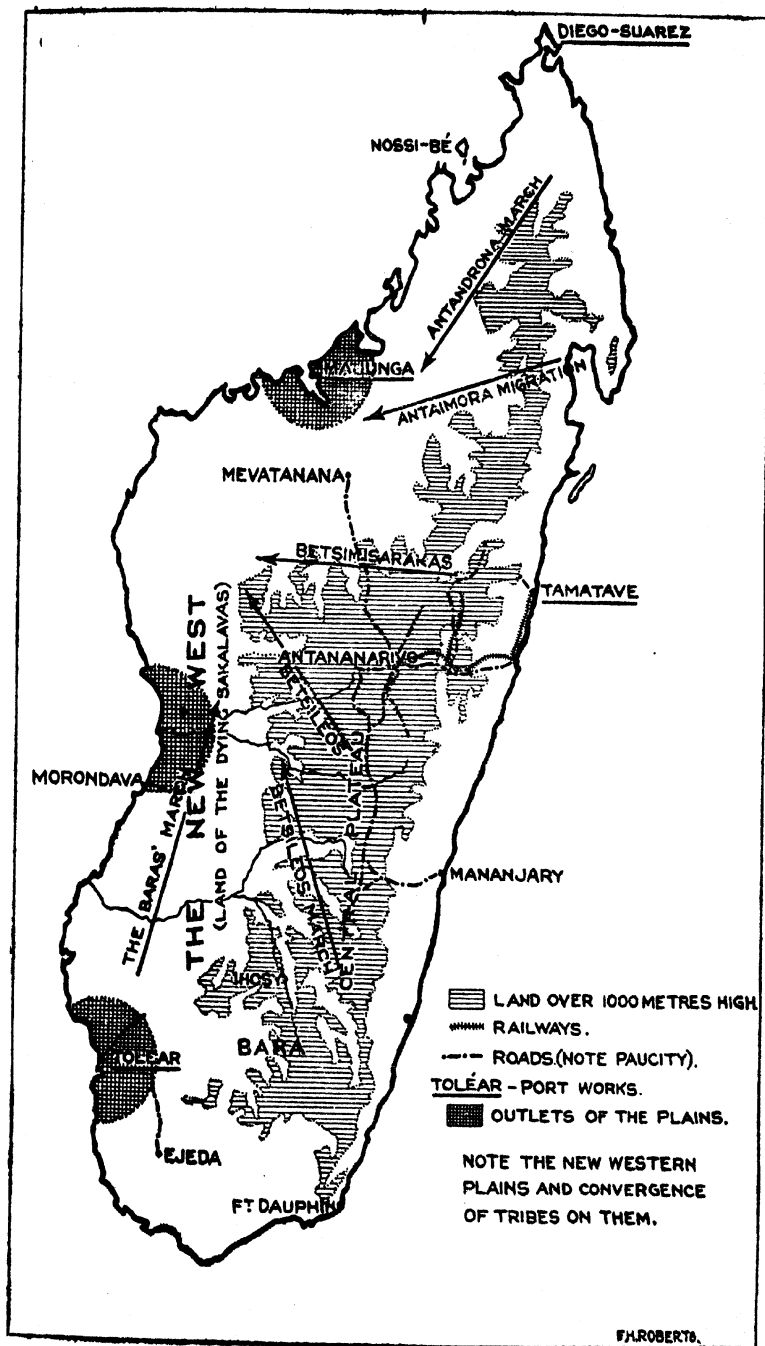 DIEGO-SUAREZ
NOSSI-BÉ
ANTANDRONA MARCH
MAJUNGA
ANTAIMORA MIGRATION
MEVATANANA
BETSIMISARAKAS
TAMATAVE
ANTANANARIVO
BETSILEOS
THE NEW WEST
(LAND OF THE DYING SAKALAVAS)
MORONDAVA
THE BARAS' MARCH
BETSILEOS MARCH
CENTRAL PLATEAU
MANANJARY
IHOSY
BARA
TOLÉAR
EJEDA
FT DAUPHIN
LAND OVER 1000 METRES HIGH
RAILWAYS.
ROADS.(NOTE PAUCITY).
TOLÉAR - PORT WORKS.
OUTLETS OF THE PLAINS.
NOTE THE NEW WESTERN
PLAINS AND CONVERGENCE
OF TRIBES ON THEM.
F.H.ROBERTS.